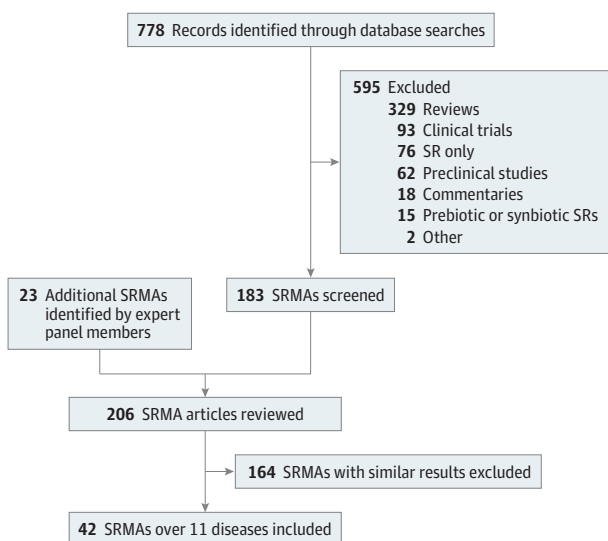 778 Records identified through database searches
595 Excluded
329 Reviews
93 Clinical trials
76 SR only
62 Preclinical studies
18 Commentaries
15 Prebiotic or synbiotic SRs
2 Other
23 Additional SRMAs
identified by expert
panel members
183 SRMAs screened
206 SRMA articles reviewed
164 SRMAs with similar results excluded
42 SRMAs over 11 diseases included